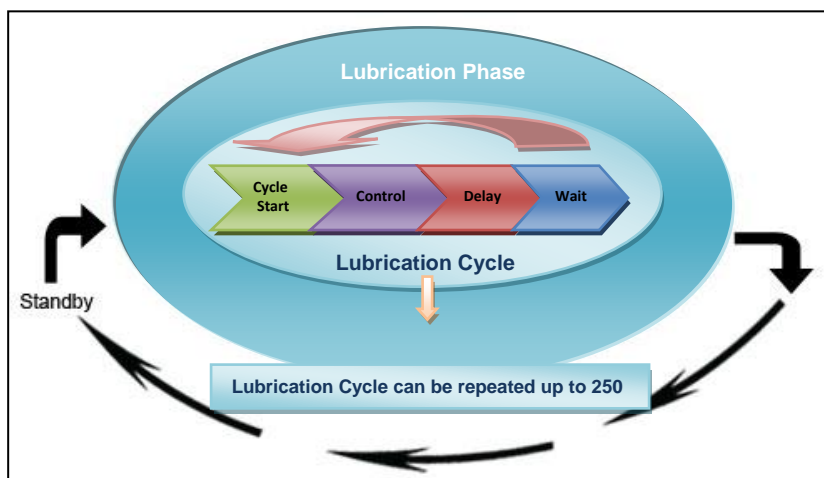 Lubrication Phase
Cycle
Start
Control
Delay
Wait
Lubrication Cycle
Standby
Lubrication Cycle can be repeated up to 250